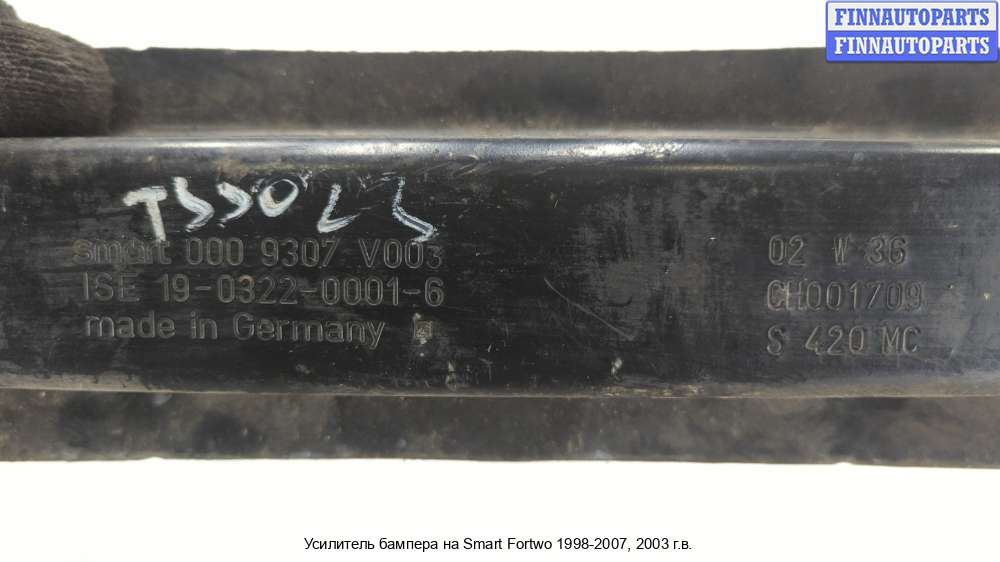 FINNAUTOPARTS
FINNAUTOPARTS
smart 000 9307 V003
ISE 19-0322-0001-6
made in Germany
02 W 36
CH001709
S 420 MC
Усилитель бампера на Smart Fortwo 1998-2007, 2003 г.в.